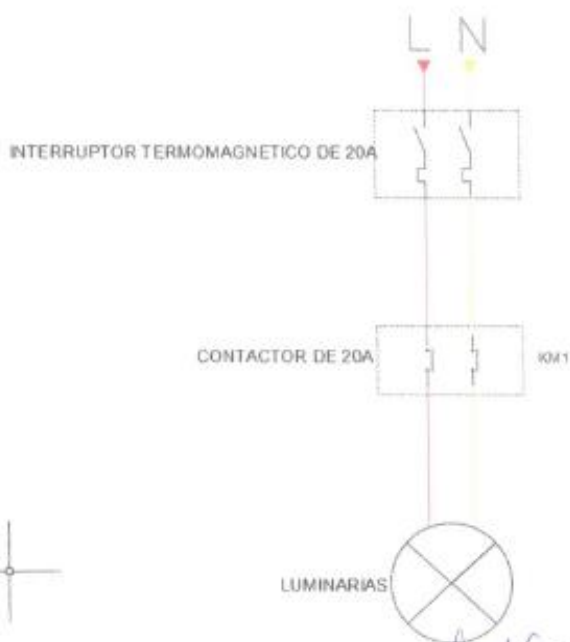 L N
INTERRUPTOR TERMOMAGNETICO DE 20A
CONTACTOR DE 20A KM1
LUMINARIAS